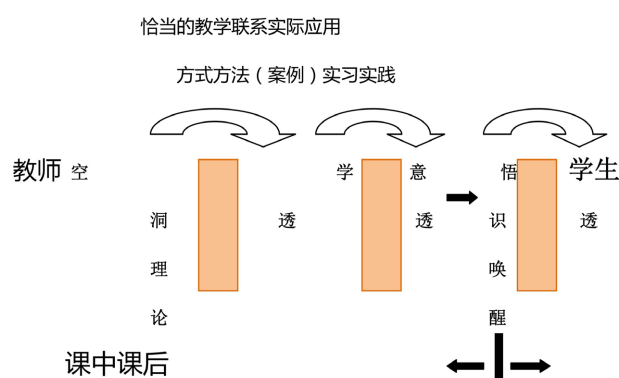 恰当的教学联系实际应用
方式方法（案例）实习实践
教师 空 学 意 悟 学生
洞 透 透 识 透
理 唤
论 醒
课中课后